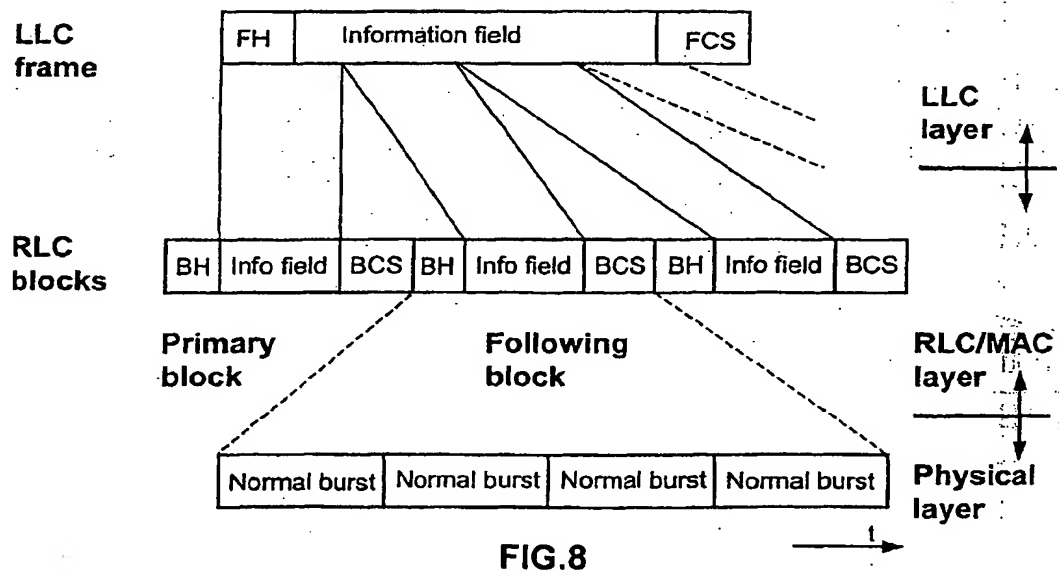 LLC
frame
FH Information field FCS
LLC
layer
RLC
blocks
BH Info field BCS BH Info field BCS BH Info field BCS
Primary
block
Following
block
RLC/MAC
layer
Normal burst Normal burst Normal burst Normal burst
Physical
layer
t
FIG.8